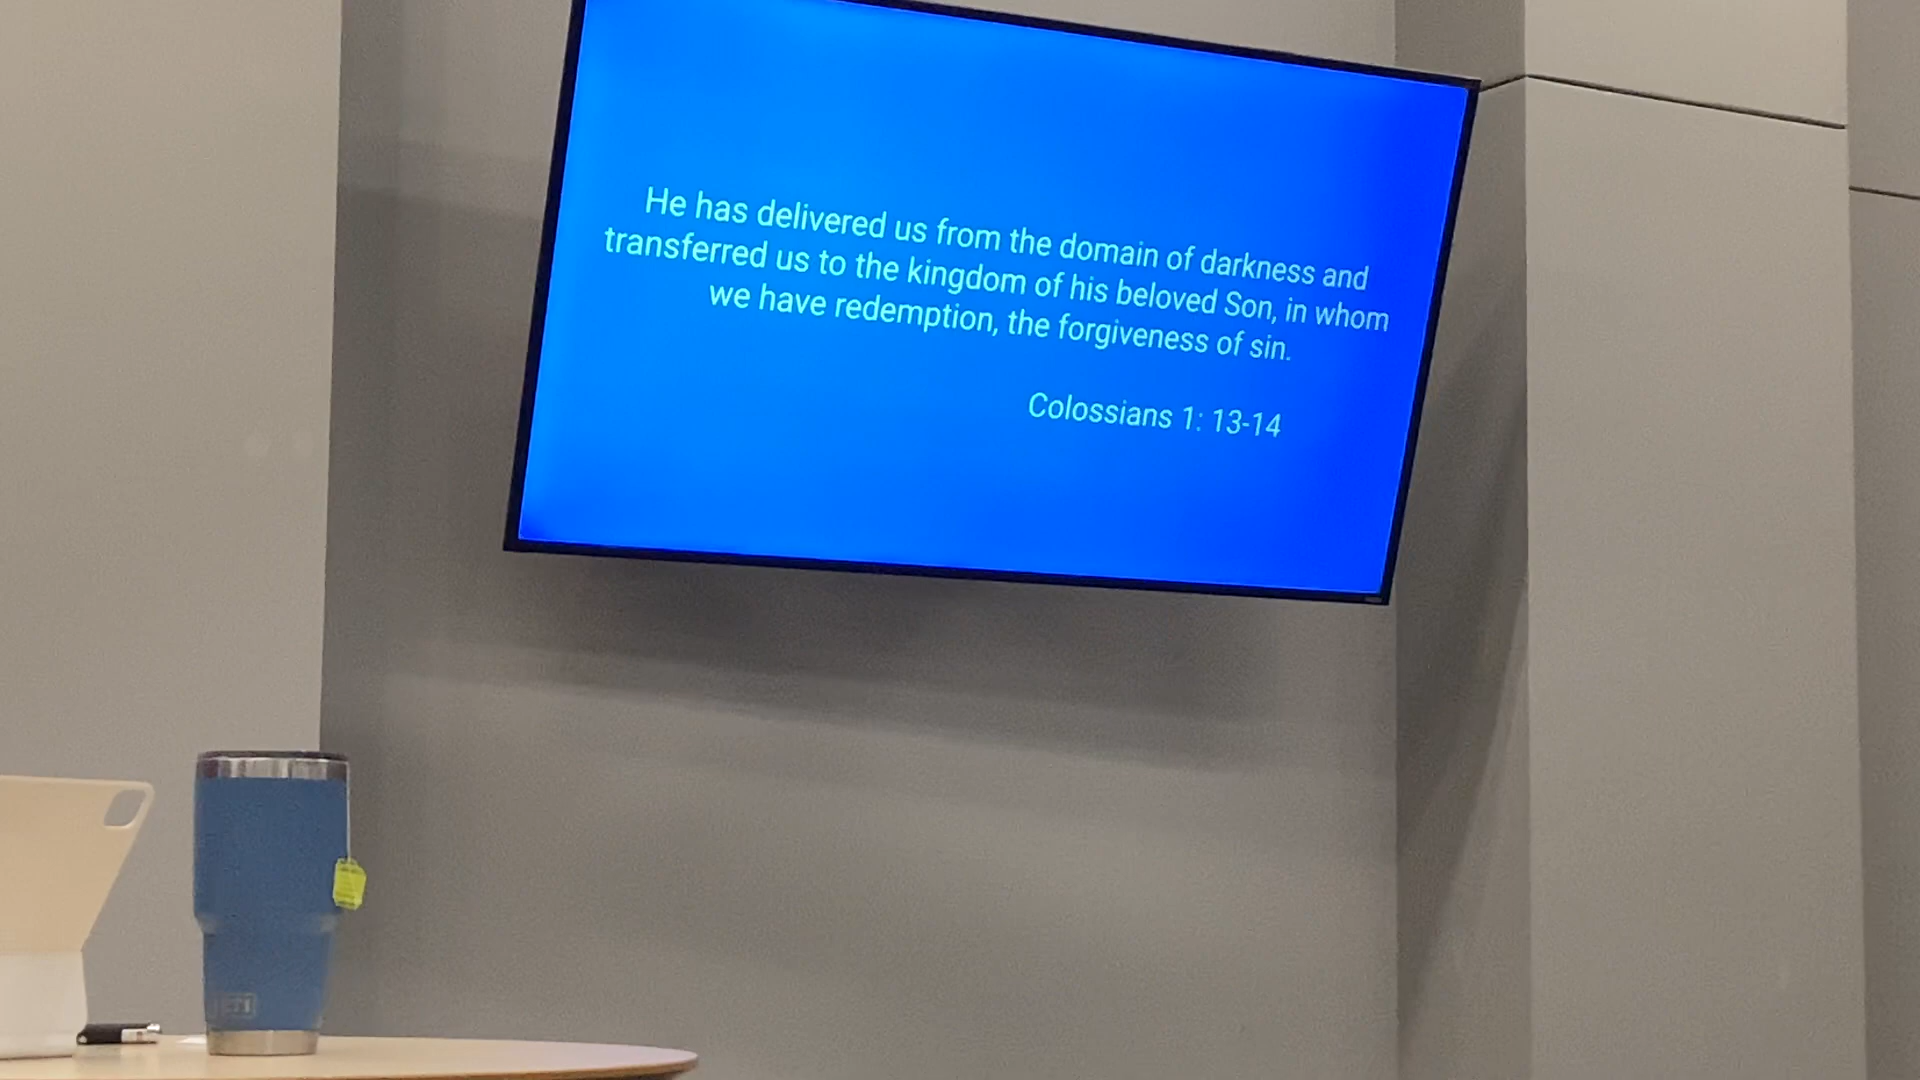 He has delivered us from the domain of darkness and
transferred us to the kingdom of his beloved Son, in whom
we have redemption, the forgiveness of sin.
Colossians 1: 13-14